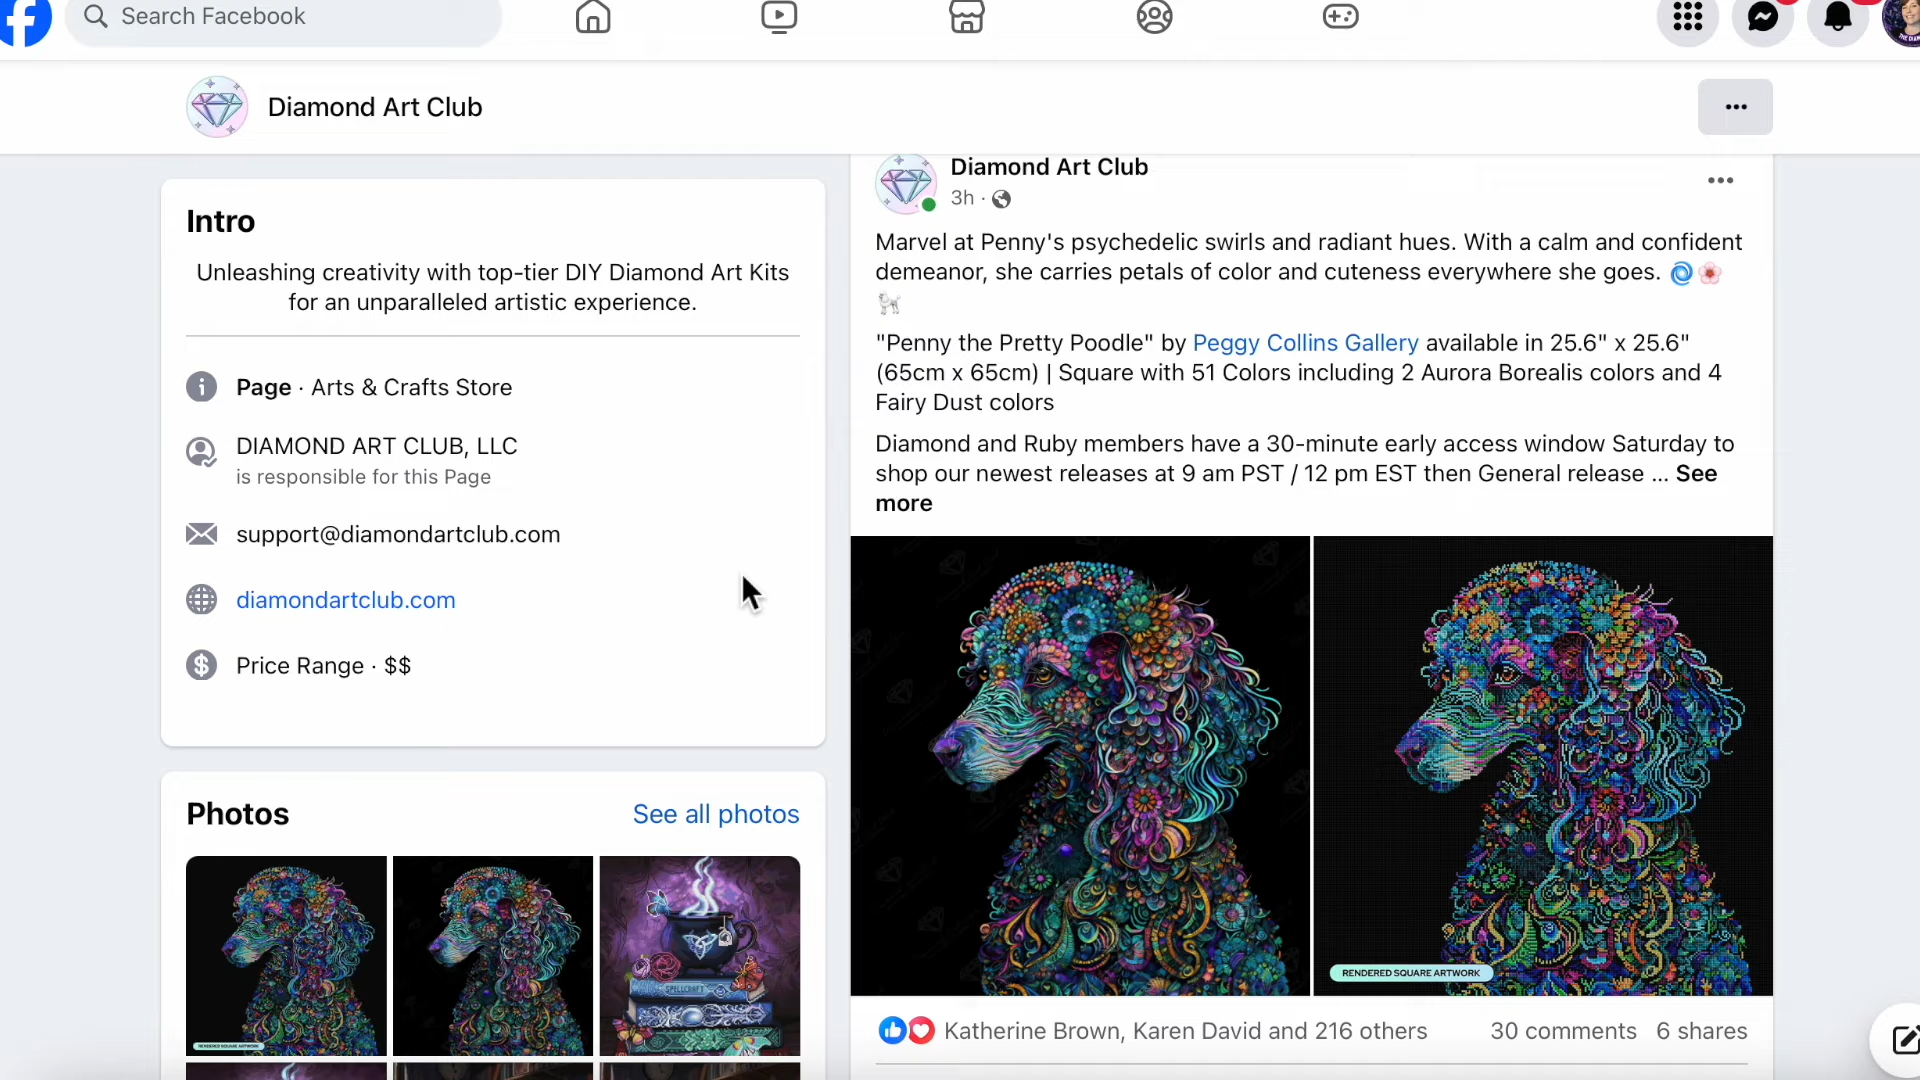 Search Facebook
Diamond Art Club
Intro
Unleashing creativity with top-tier DIY Diamond Art Kits
for an unparalleled artistic experience.
Page · Arts & Crafts Store
DIAMOND ART CLUB, LLC
is responsible for this Page
support@diamondartclub.com
diamondartclub.com
Price Range · $$
Photos
See all photos
RENDERED SQUARE ARTWORK
SPELLCRAFT
Diamond Art Club
3h ·
Marvel at Penny's psychedelic swirls and radiant hues. With a calm and confident
demeanor, she carries petals of color and cuteness everywhere she goes.
"Penny the Pretty Poodle" by Peggy Collins Gallery available in 25.6" x 25.6"
(65cm x 65cm) | Square with 51 Colors including 2 Aurora Borealis colors and 4
Fairy Dust colors
Diamond and Ruby members have a 30-minute early access window Saturday to
shop our newest releases at 9 am PST / 12 pm EST then General release ... See
more
RENDERED SQUARE ARTWORK
Katherine Brown, Karen David and 216 others
30 comments 6 shares